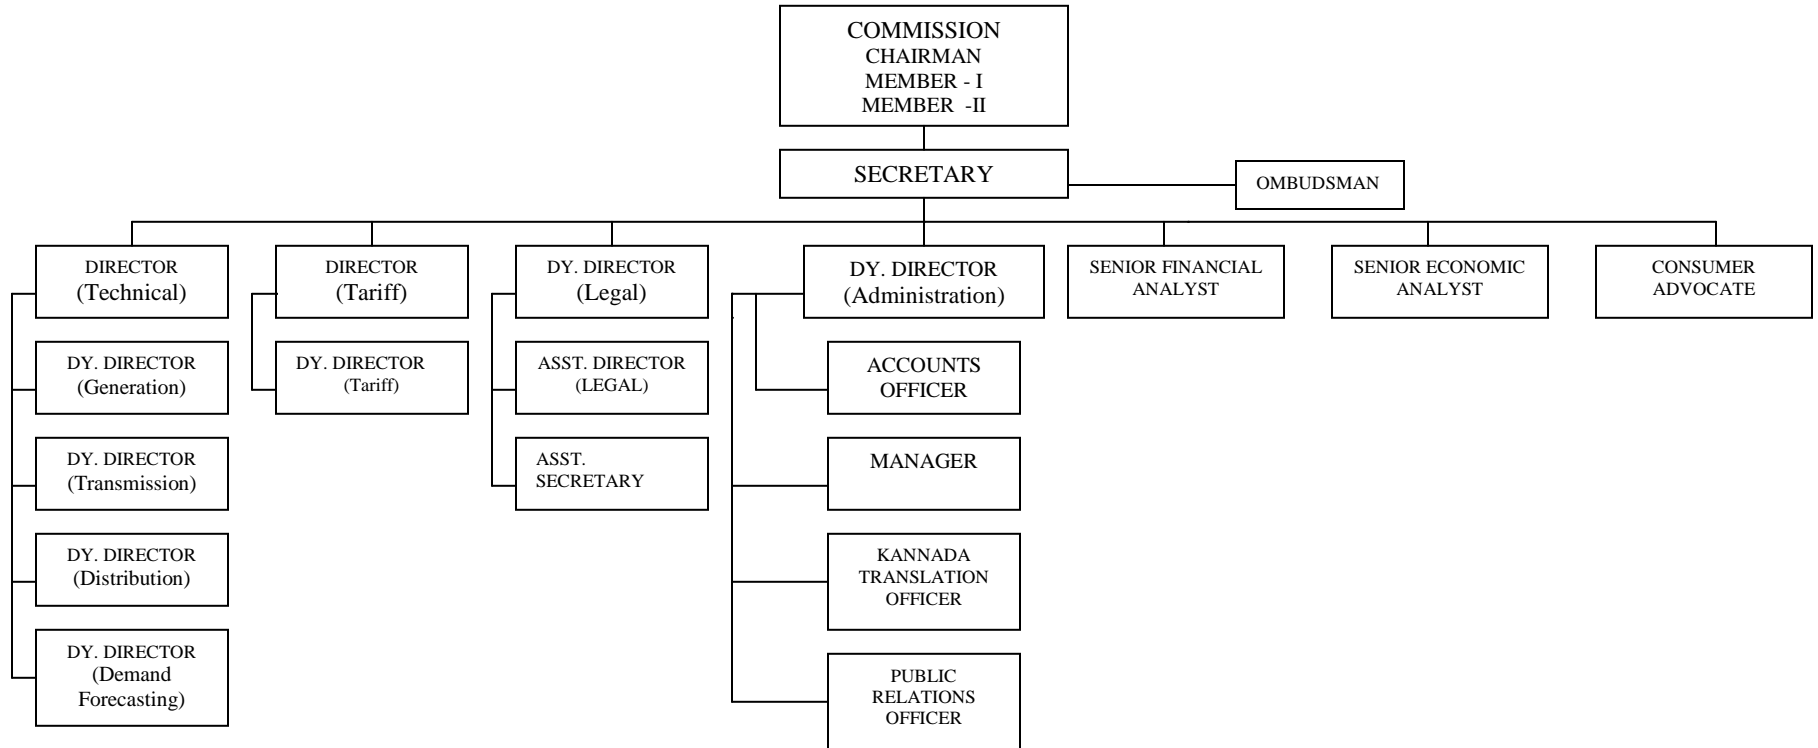 COMMISSION
CHAIRMAN
MEMBER - I
MEMBER -II
SECRETARY
OMBUDSMAN
DIRECTOR
(Technical)
DIRECTOR
(Tariff)
DY. DIRECTOR
(Legal)
DY. DIRECTOR
(Administration)
SENIOR FINANCIAL
ANALYST
SENIOR ECONOMIC
ANALYST
CONSUMER
ADVOCATE
DY. DIRECTOR
(Generation)
DY. DIRECTOR
(Tariff)
ASST. DIRECTOR
(LEGAL)
ACCOUNTS
OFFICER
DY. DIRECTOR
(Transmission)
ASST.
SECRETARY
MANAGER
DY. DIRECTOR
(Distribution)
KANNADA
TRANSLATION
OFFICER
DY. DIRECTOR
(Demand
Forecasting)
PUBLIC
RELATIONS
OFFICER